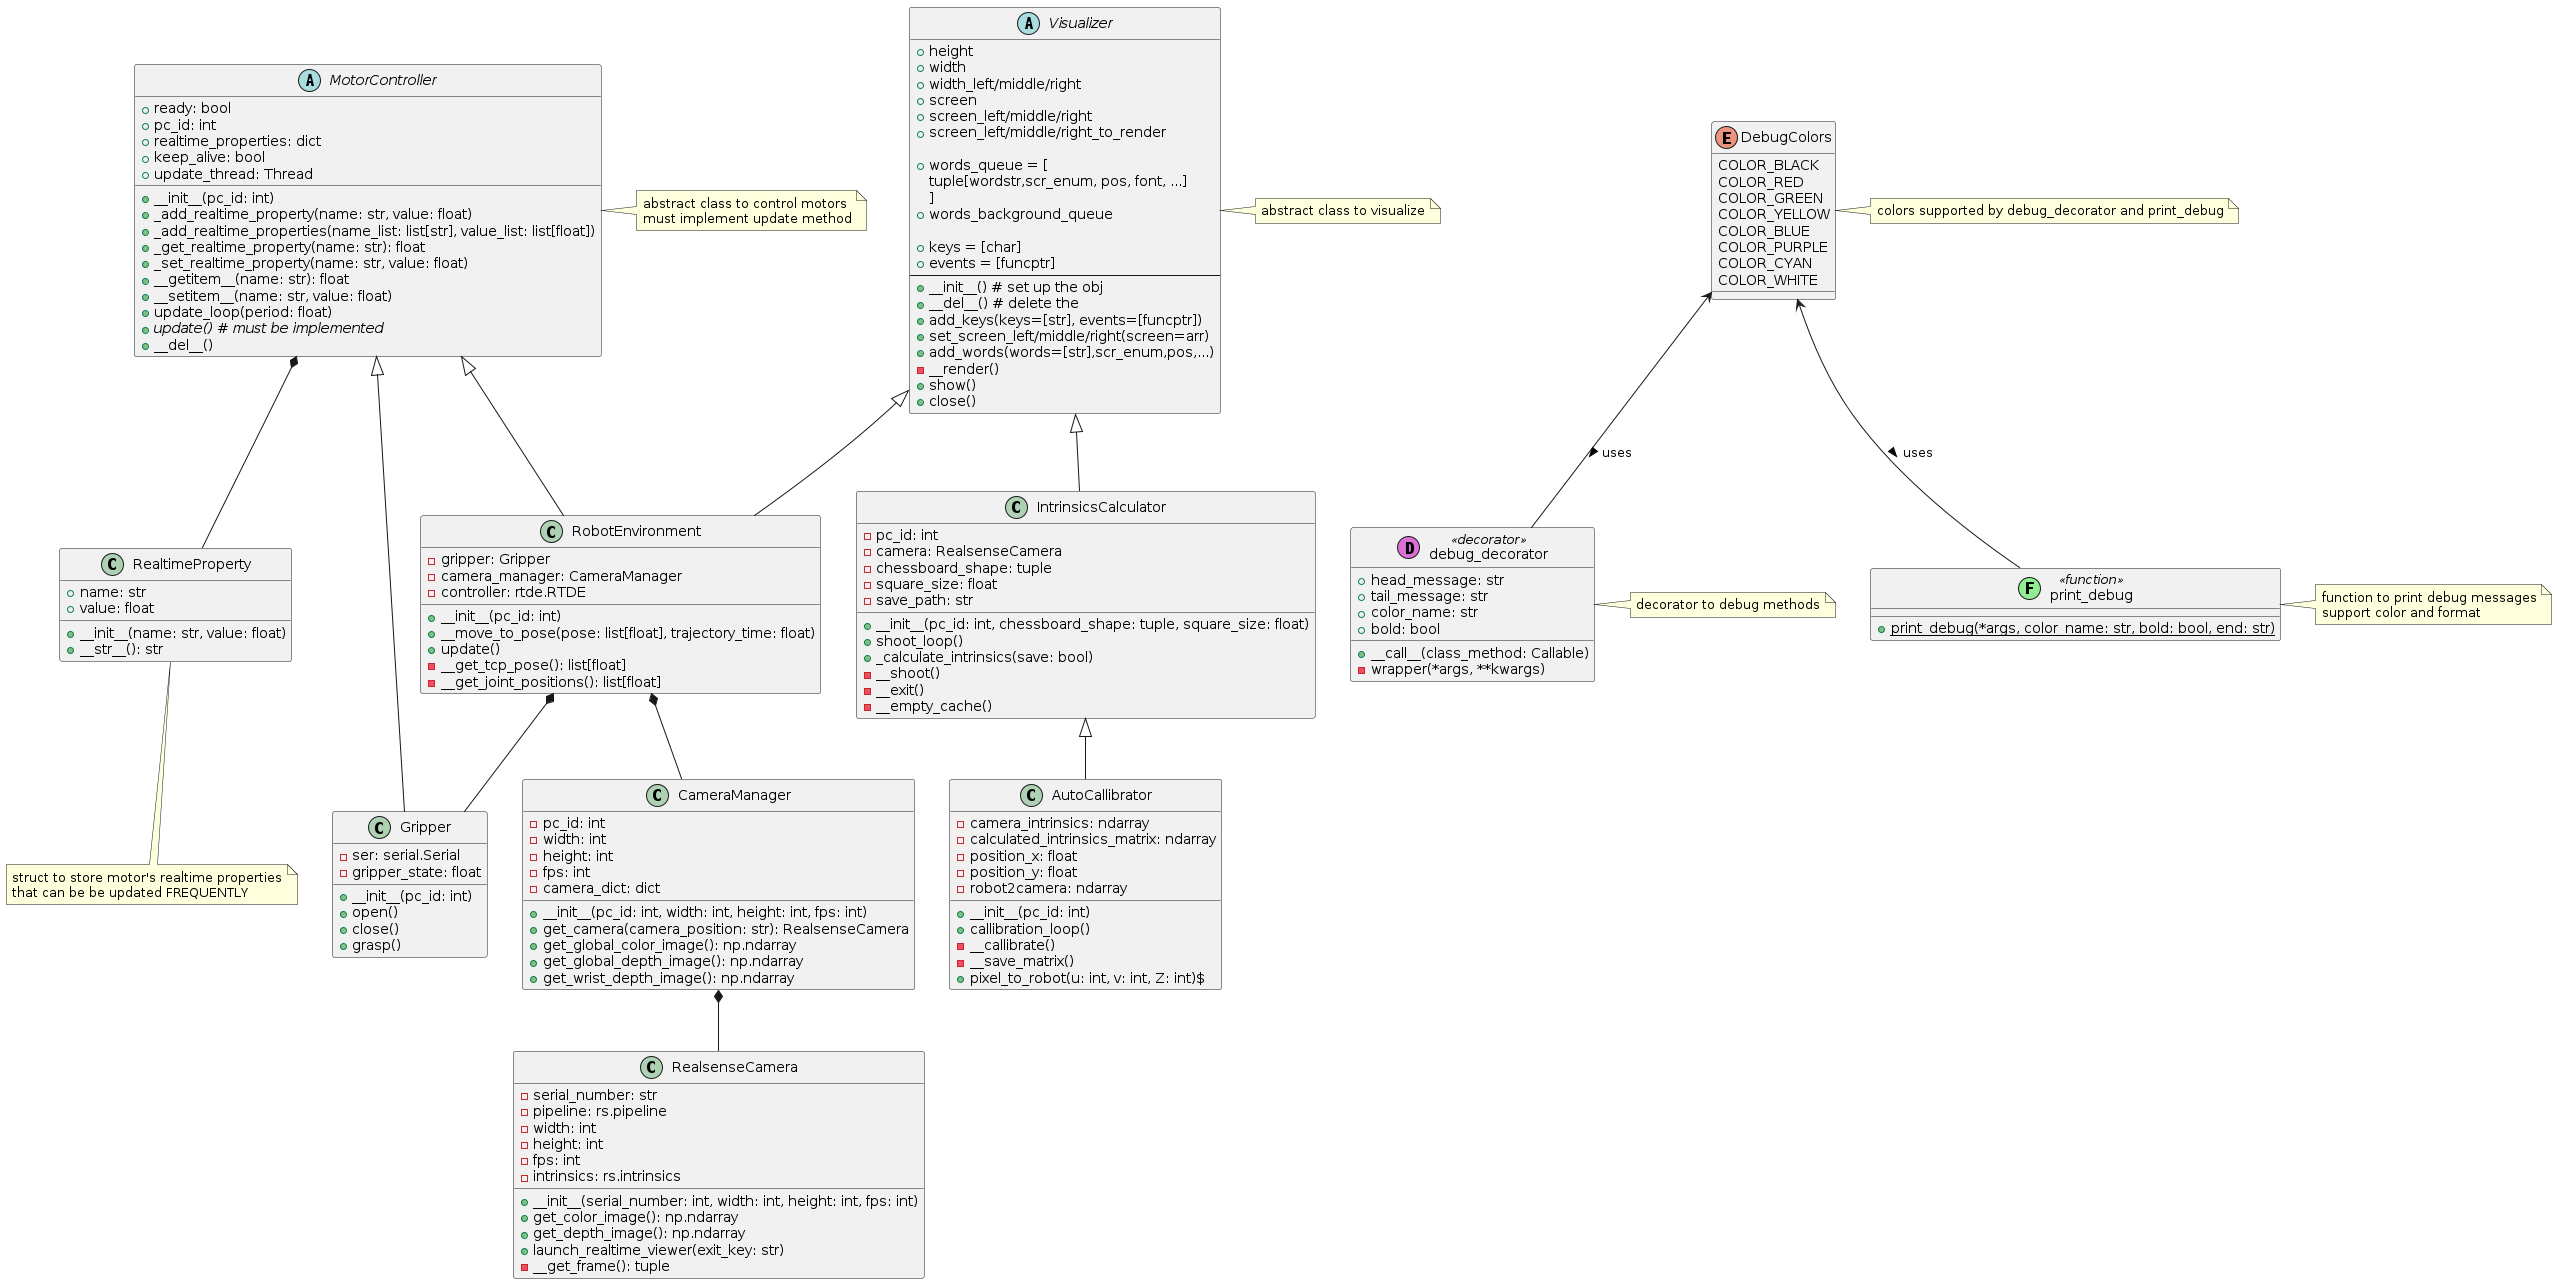 A Visualizer
height
width
width_left/middle/right
screen
screen_left/middle/right
screen_left/middle/right_to_render
words_queue = [
tuple[wordstr,scr_enum, pos, font, ...]
]
words_background_queue
keys = [char]
events = [funcptr]
__init__() # set up the obj
__del__() # delete the
add_keys(keys=[str], events=[funcptr])
set_screen_left/middle/right(screen=arr)
add_words(words=[str],scr_enum,pos,...)
__render()
show()
close()
abstract class to visualize
A MotorController
ready: bool
pc_id: int
realtime_properties: dict
keep_alive: bool
update_thread: Thread
__init__(pc_id: int)
_add_realtime_property(name: str, value: float)
_add_realtime_properties(name_list: list[str], value_list: list[float])
_get_realtime_property(name: str): float
_set_realtime_property(name: str, value: float)
__getitem__(name: str): float
__setitem__(name: str, value: float)
update_loop(period: float)
update() # must be implemented
__del__()
abstract class to control motors
must implement update method
E DebugColors
COLOR_BLACK
COLOR_RED
COLOR_GREEN
COLOR_YELLOW
COLOR_BLUE
COLOR_PURPLE
COLOR_CYAN
COLOR_WHITE
colors supported by debug_decorator and print_debug
uses
uses
C RealtimeProperty
name: str
value: float
__init__(name: str, value: float)
__str__(): str
struct to store motor's realtime properties
that can be be updated FREQUENTLY
C RobotEnvironment
gripper: Gripper
camera_manager: CameraManager
controller: rtde.RTDE
__init__(pc_id: int)
__move_to_pose(pose: list[float], trajectory_time: float)
update()
__get_tcp_pose(): list[float]
__get_joint_positions(): list[float]
C IntrinsicsCalculator
pc_id: int
camera: RealsenseCamera
chessboard_shape: tuple
square_size: float
save_path: str
__init__(pc_id: int, chessboard_shape: tuple, square_size: float)
shoot_loop()
_calculate_intrinsics(save: bool)
__shoot()
__exit()
__empty_cache()
D «decorator»
debug_decorator
head_message: str
tail_message: str
color_name: str
bold: bool
__call__(class_method: Callable)
wrapper(*args, **kwargs)
decorator to debug methods
F «function»
print_debug
print_debug(*args, color_name: str, bold: bool, end: str)
function to print debug messages
support color and format
C Gripper
ser: serial.Serial
gripper_state: float
__init__(pc_id: int)
open()
close()
grasp()
C CameraManager
pc_id: int
width: int
height: int
fps: int
camera_dict: dict
__init__(pc_id: int, width: int, height: int, fps: int)
get_camera(camera_position: str): RealsenseCamera
get_global_color_image(): np.ndarray
get_global_depth_image(): np.ndarray
get_wrist_depth_image(): np.ndarray
C AutoCallibrator
camera_intrinsics: ndarray
calculated_intrinsics_matrix: ndarray
position_x: float
position_y: float
robot2camera: ndarray
__init__(pc_id: int)
callibration_loop()
__callibrate()
__save_matrix()
pixel_to_robot(u: int, v: int, Z: int)$
C RealsenseCamera
serial_number: str
pipeline: rs.pipeline
width: int
height: int
fps: int
intrinsics: rs.intrinsics
__init__(serial_number: int, width: int, height: int, fps: int)
get_color_image(): np.ndarray
get_depth_image(): np.ndarray
launch_realtime_viewer(exit_key: str)
__get_frame(): tuple